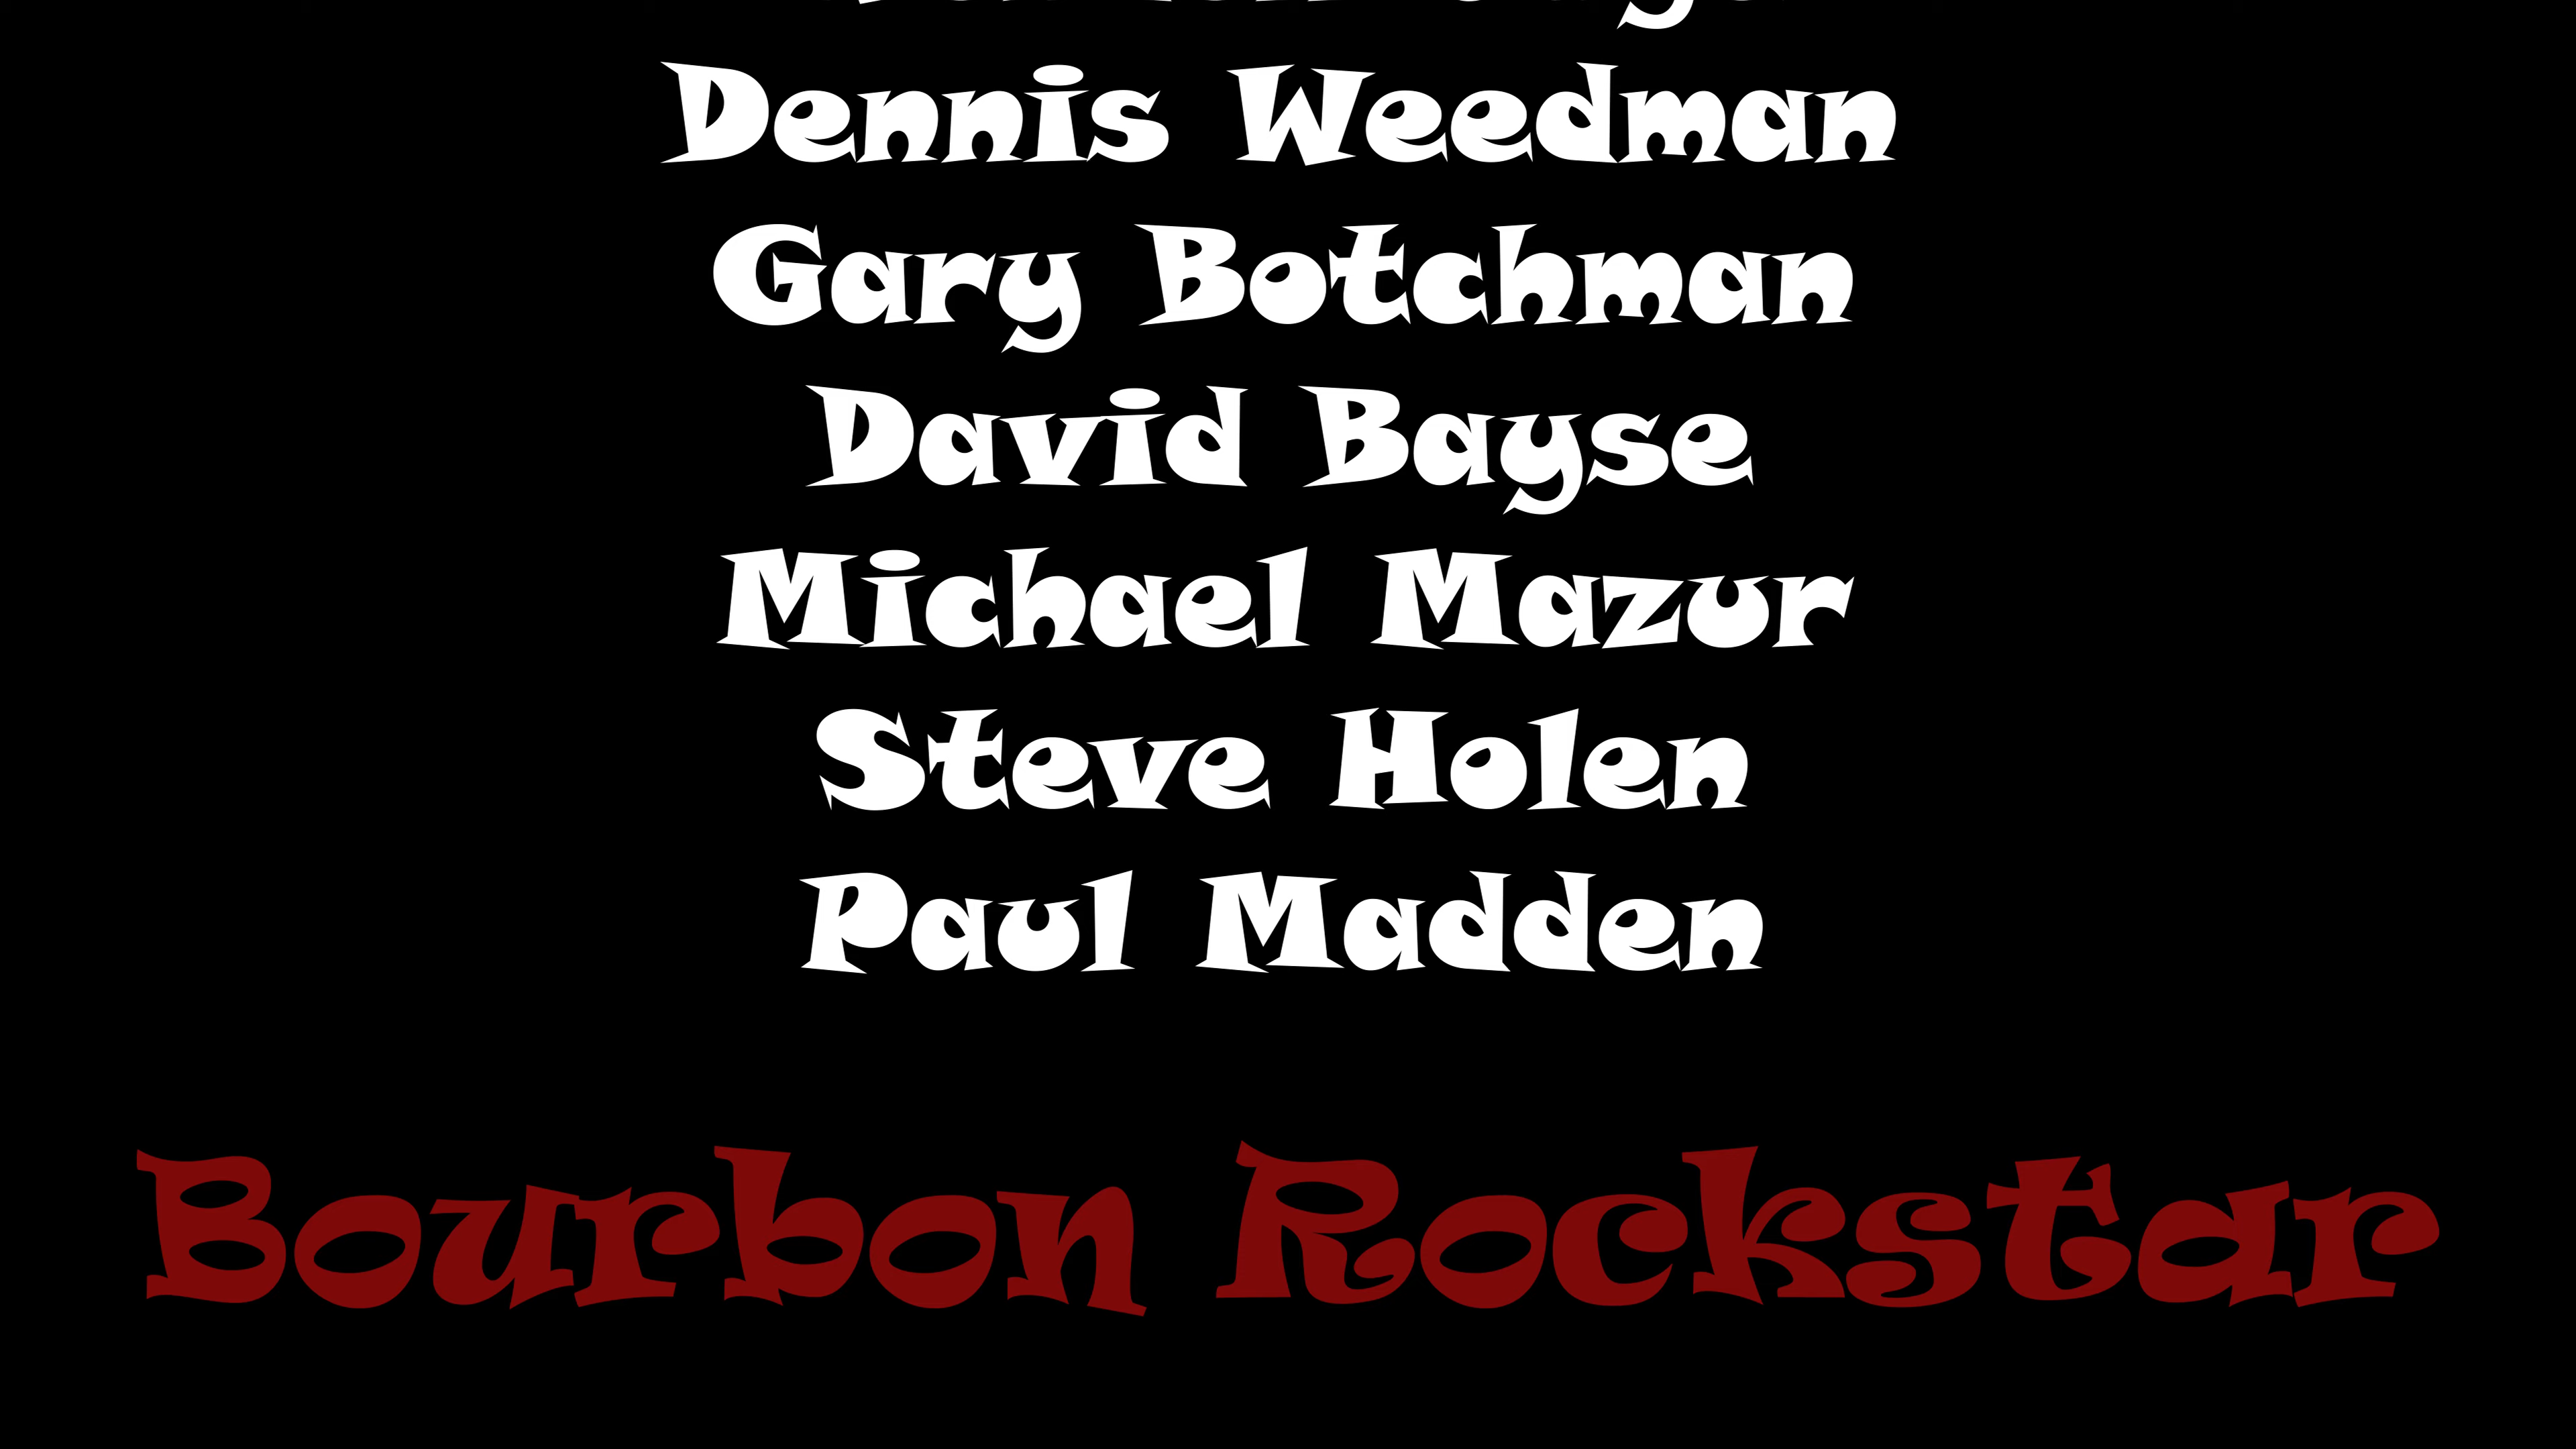 Dennis Weedman
Gary Botchman
David Bayse
Michael Mazur
Steve Holen
Paul Madden
Bourbon Rockstar